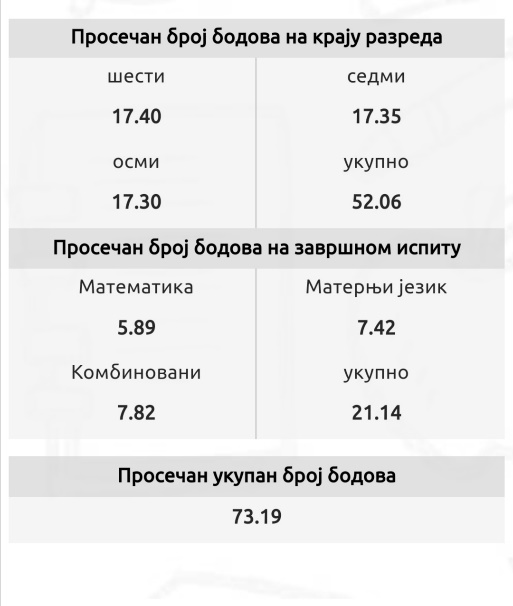 Просечан број бодова на крају разреда
шести седми
17.40 17.35
осми укупно
17.30 52.06
Просечан број бодова на завршном испиту
Математика Матерњи језик
5.89 7.42
Комбиновани укупно
7.82 21.14
Просечан укупан број бодова
73.19